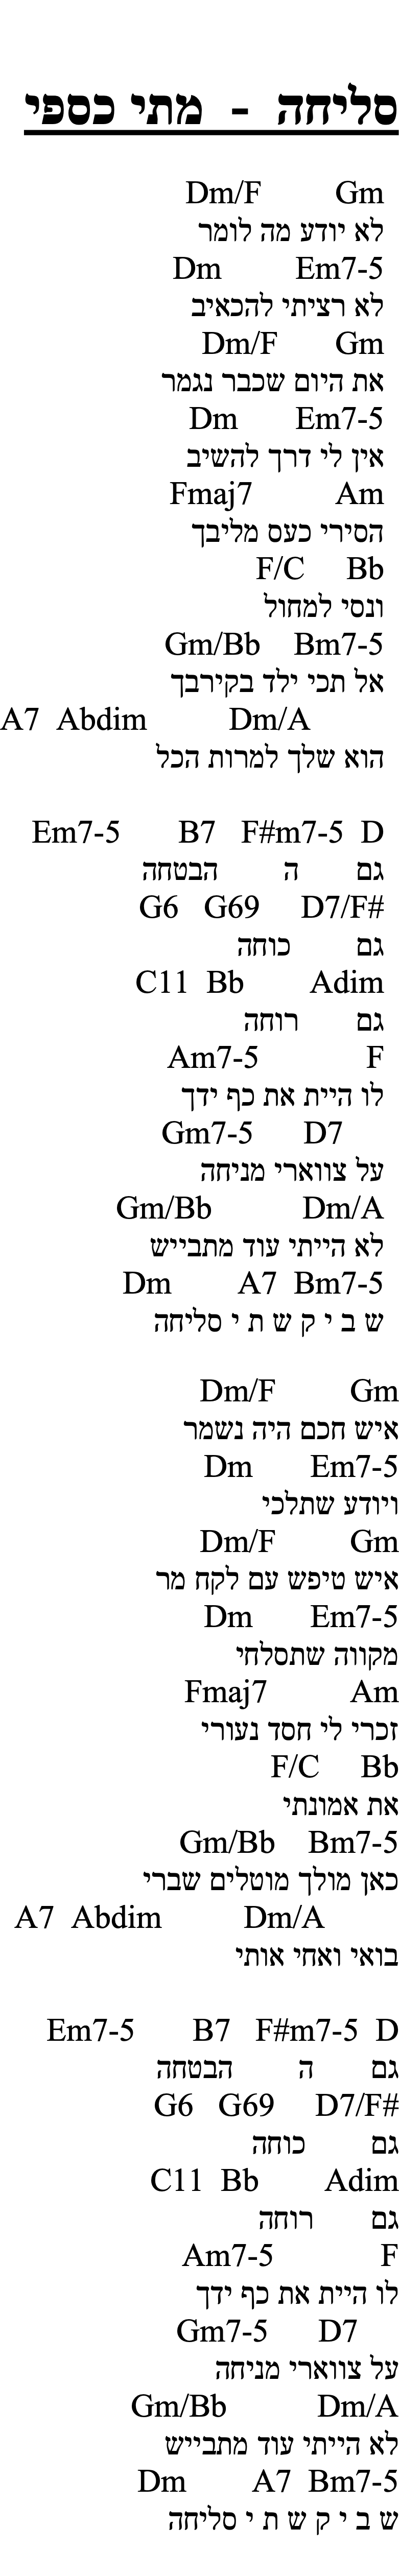 סליחה - מתי כספי
Dm/F Gm
לא יודע מה לומר
Dm Em7-5
לא רציתי להכאיב
Dm/F Gm
את היום שכבר נגמר
Dm Em7-5
אין לי דרך להשיב
Fmaj7 Am
הסירי כעס מליבך
F/C Bb
ונסי למחול
Gm/Bb Bm7-5
אל תכי ילד בקירבך
A7 Abdim Dm/A
הוא שלך למרות הכל
Em7-5 B7 F#m7-5 D
גם ה הבטחה
G6 G69 D7/F#
גם כוחה
C11 Bb Adim
גם רוחה
Am7-5 F
לו היית את כף ידך
Gm7-5 D7
על צווארי מניחה
Gm/Bb Dm/A
לא הייתי עוד מתבייש
Dm A7 Bm7-5
ש ב י ק ש ת י סליחה
Dm/F Gm
איש חכם היה נשמר
Dm Em7-5
ויודע שתלכי
Dm/F Gm
איש טיפש עם לקח מר
Dm Em7-5
מקווה שתסלחי
Fmaj7 Am
זכרי לי חסד נעורי
F/C Bb
את אמונתי
Gm/Bb Bm7-5
כאן מולך מוטלים שברי
A7 Abdim Dm/A
בואי ואחי אותי
Em7-5 B7 F#m7-5 D
גם ה הבטחה
G6 G69 D7/F#
גם כוחה
C11 Bb Adim
גם רוחה
Am7-5 F
לו היית את כף ידך
Gm7-5 D7
על צווארי מניחה
Gm/Bb Dm/A
לא הייתי עוד מתבייש
Dm A7 Bm7-5
ש ב י ק ש ת י סליחה